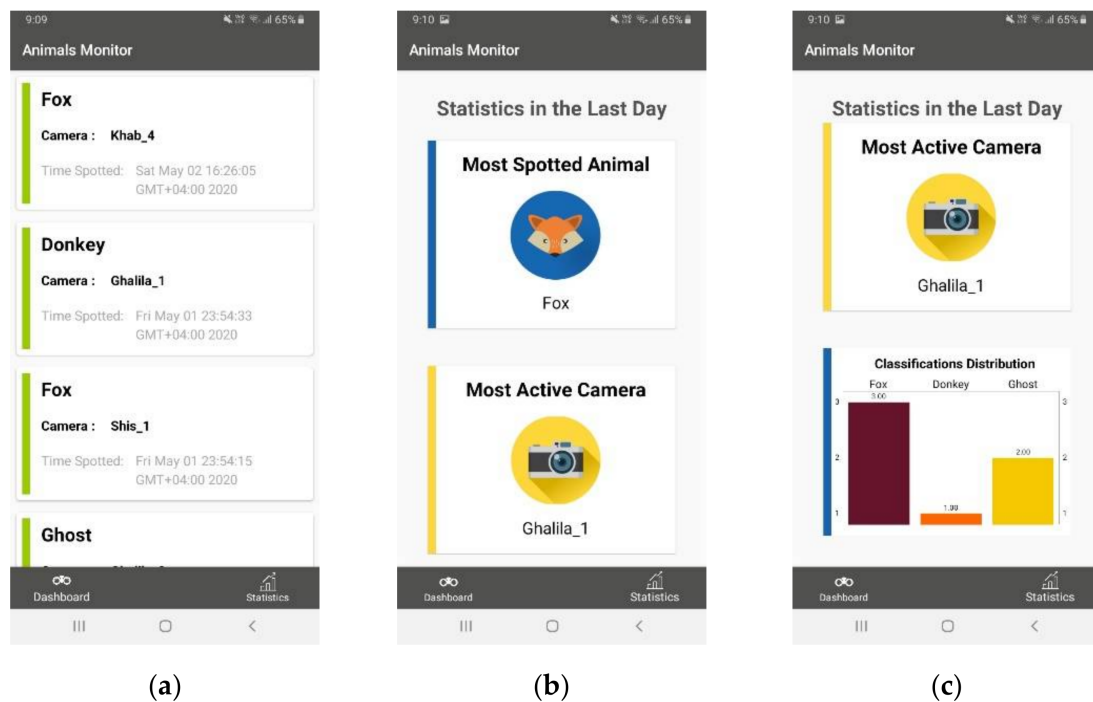 9:09
65%
Animals Monitor
Fox
Camera : Khab_4
Time Spotted: Sat May 02 16:26:05
GMT+04:00 2020
Donkey
Camera : Ghalila_1
Time Spotted: Fri May 01 23:54:33
GMT+04:00 2020
Fox
Camera : Shis_1
Time Spotted: Fri May 01 23:54:15
GMT+04:00 2020
Ghost
Dashboard
Statistics
(a)
9:10
65%
Animals Monitor
Statistics in the Last Day
Most Spotted Animal
Fox
Most Active Camera
Ghalila_1
Dashboard
Statistics
(b)
9:10
65%
Animals Monitor
Statistics in the Last Day
Most Active Camera
Ghalila_1
Classifications Distribution
Fox Donkey Ghost
3.00
3 3
2.00
2 2
1.00
1 1
Dashboard
Statistics
(c)